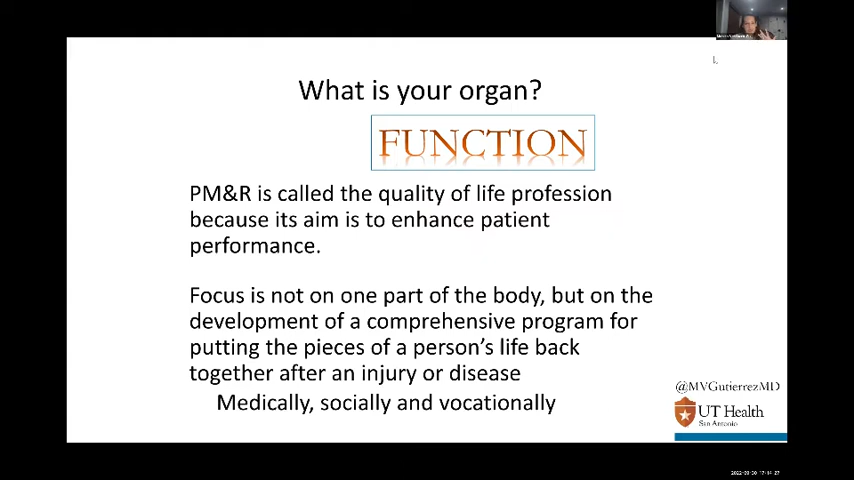 What is your organ?
FUNCTION
PM&R is called the quality of life profession
because its aim is to enhance patient
performance.
Focus is not on one part of the body, but on the
development of a comprehensive program for
putting the pieces of a person's life back
together after an injury or disease
Medically, socially and vocationally
@MVGutierrezMD
UT Health
San Antonio